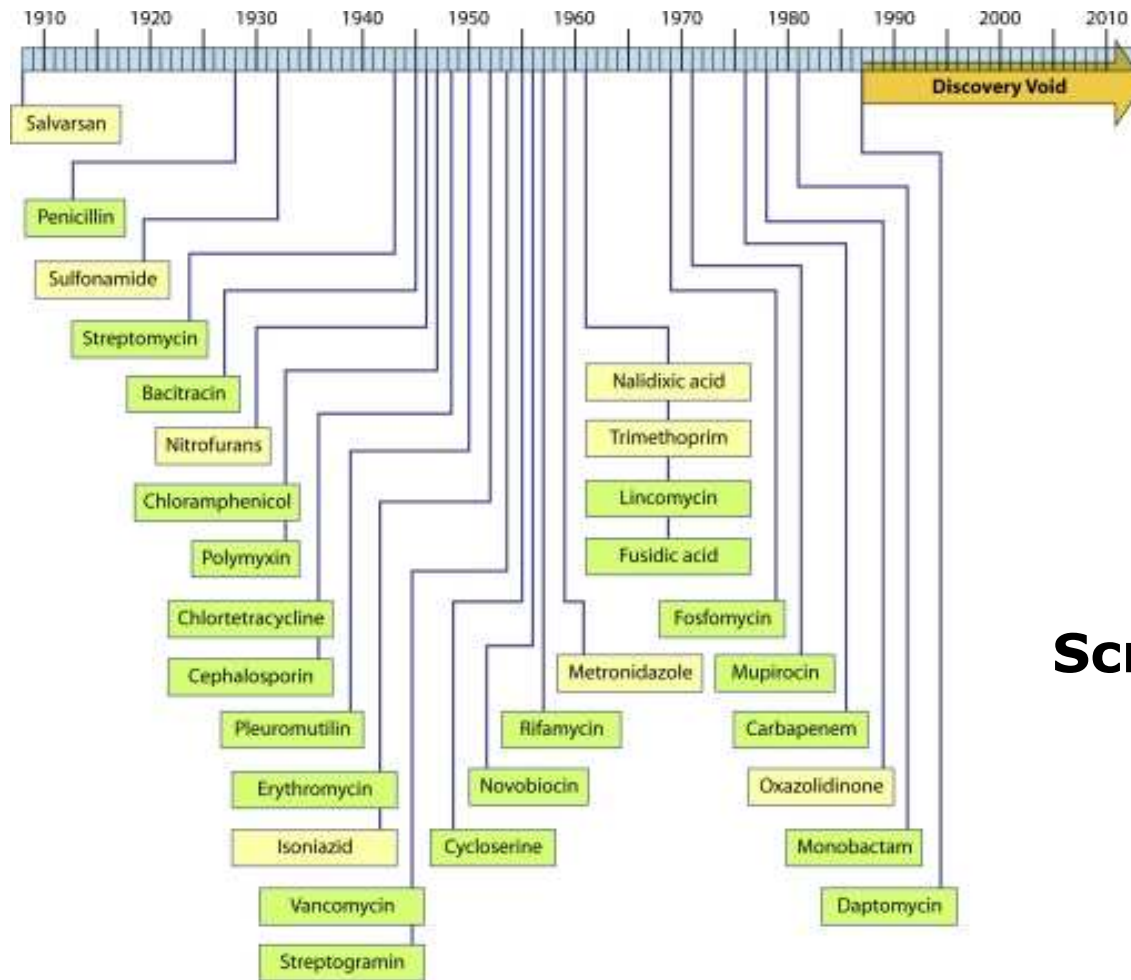 1910 1920 1930 1940 1950 1960 1970 1980 1990 2000 2010
Discovery Void
Salvarsan
Penicillin
Sulfonamide
Streptomycin
Bacitracin
Nitrofurans
Chloramphenicol
Polymyxin
Chlortetracycline
Cephalosporin
Pleuromutilin
Erythromycin
Isoniazid
Vancomycin
Streptogramin
Cycloserine
Novobiocin
Rifamycin
Metronidazole
Nalidixic acid
Trimethoprim
Lincomycin
Fusidic acid
Fosfomycin
Mupirocin
Carbapenem
Oxazolidinone
Monobactam
Daptomycin